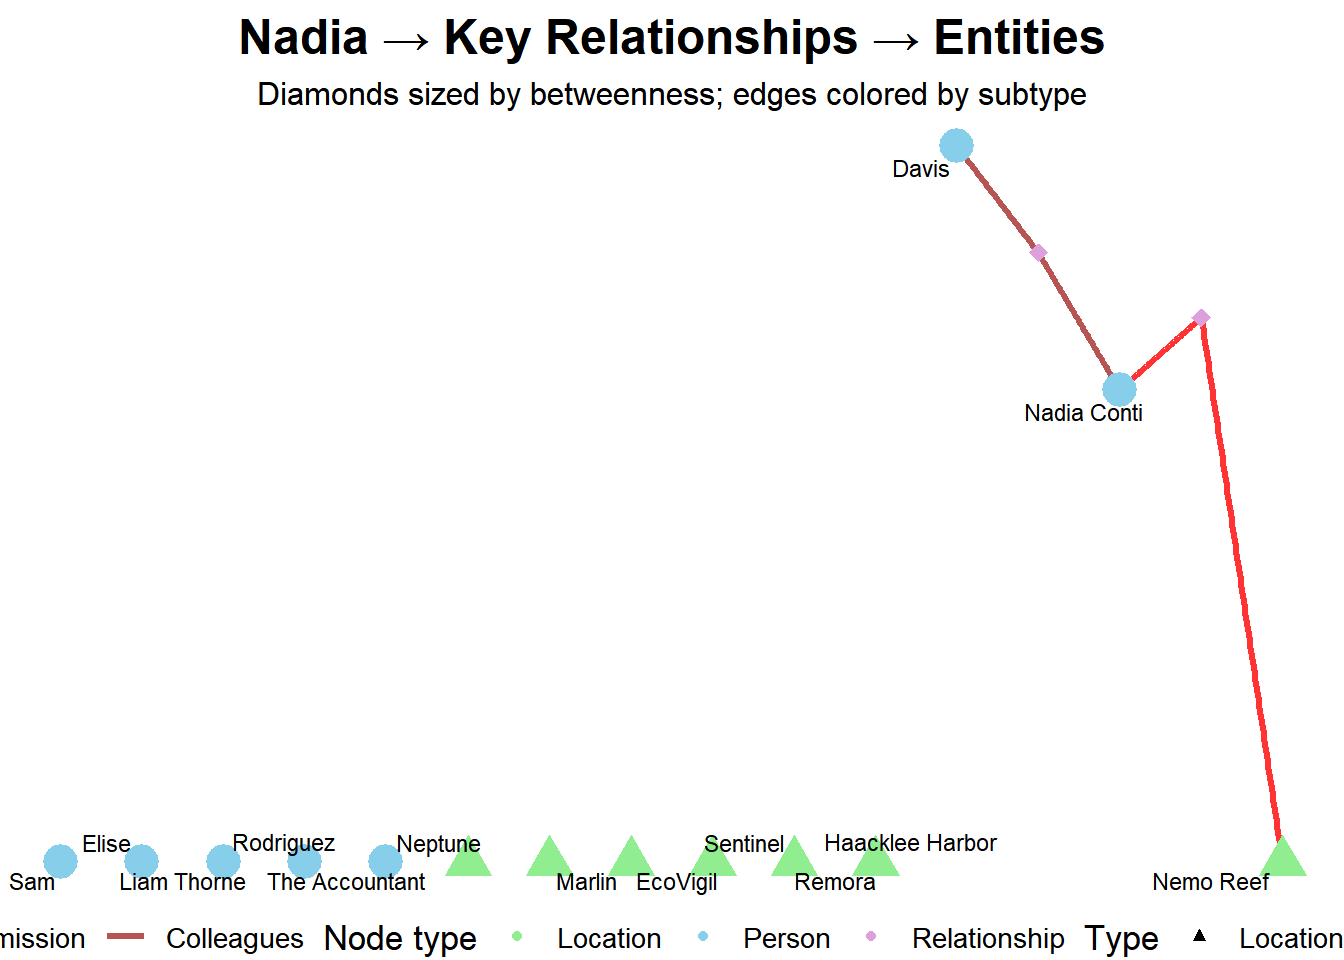 Nadia → Key Relationships → Entities
Diamonds sized by betweenness; edges colored by subtype
Davis
Nadia Conti
Elise
Rodriguez
Neptune
Sentinel
Haacklee Harbor
Sam
Liam Thorne
The Accountant
Marlin
EcoVigil
Remora
Nemo Reef
mission Colleagues Node type Location Person Relationship Type Location